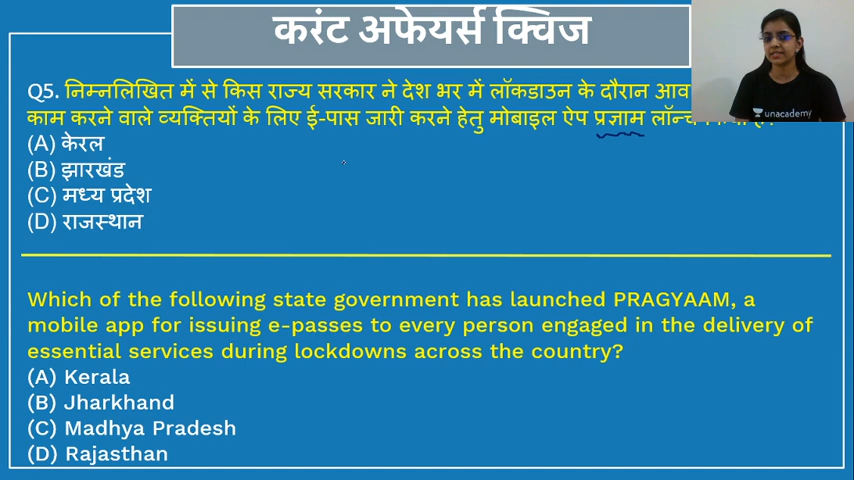 करंट अफेयर्स क्विज
unacademy
Q5. निम्नलिखित में से किस राज्य सरकार ने देश भर में लॉकडाउन के दौरान
काम करने वाले व्यक्तियों के लिए ई-पास जारी करने हेतु मोबाइल ऐप प्रज्ञाम
(A) केरल
(B) झारखंड
(C) मध्य प्रदेश
(D) राजस्थान
Which of the following state government has launched PRAGYAAM, a
mobile app for issuing e-passes to every person engaged in the delivery of
essential services during lockdowns across the country?
(A) Kerala
(B) Jharkhand
(C) Madhya Pradesh
(D) Rajasthan